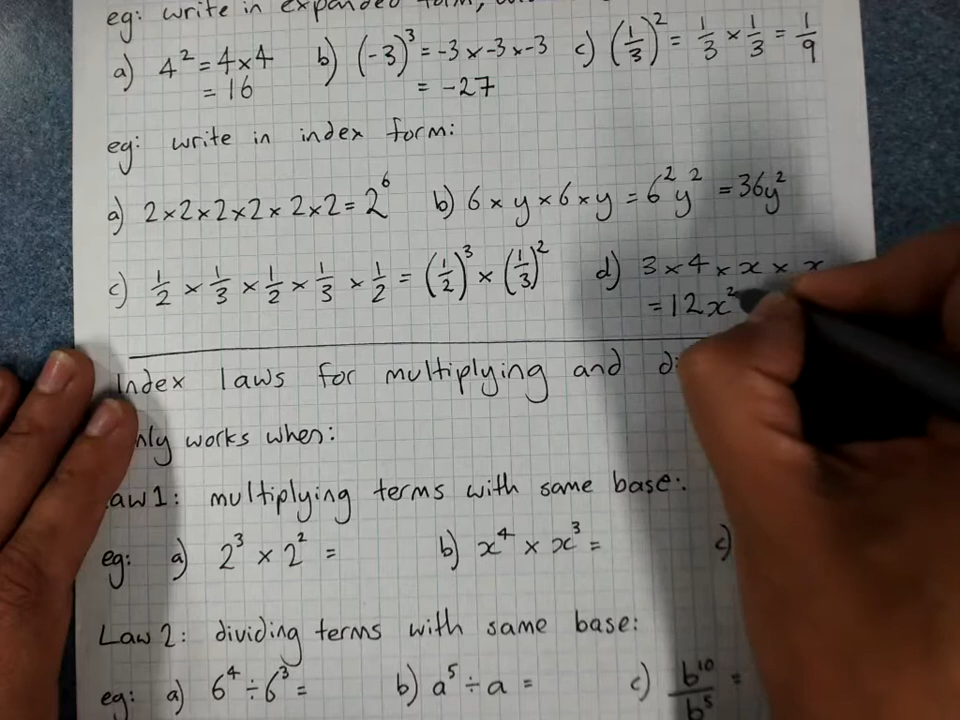 eg: write in expanded form,
a) 4² = 4×4 b) (-3)³ = -3 × -3 × -3 c) (1/3)² = 1/3 × 1/3 = 1/9
= 16 = -27
eg: write in index form:
a) 2×2×2×2×2×2 = 2⁶ b) 6 × y × 6 × y = 6²y² = 36y²
c) 1/2 × 1/3 × 1/2 × 1/3 × 1/2 = (1/2)³ × (1/3)² d) 3 × 4 × x × x
= 12x²
Index laws for multiplying and
works when:
Law 1: multiplying terms with same base:
eg: a) 2³ × 2² = b) x⁴ × x³ = c)
Law 2: dividing terms with same base:
eg: a) 6⁴ ÷ 6³ = b) a⁵ ÷ a = c) b¹⁰/b⁵ =